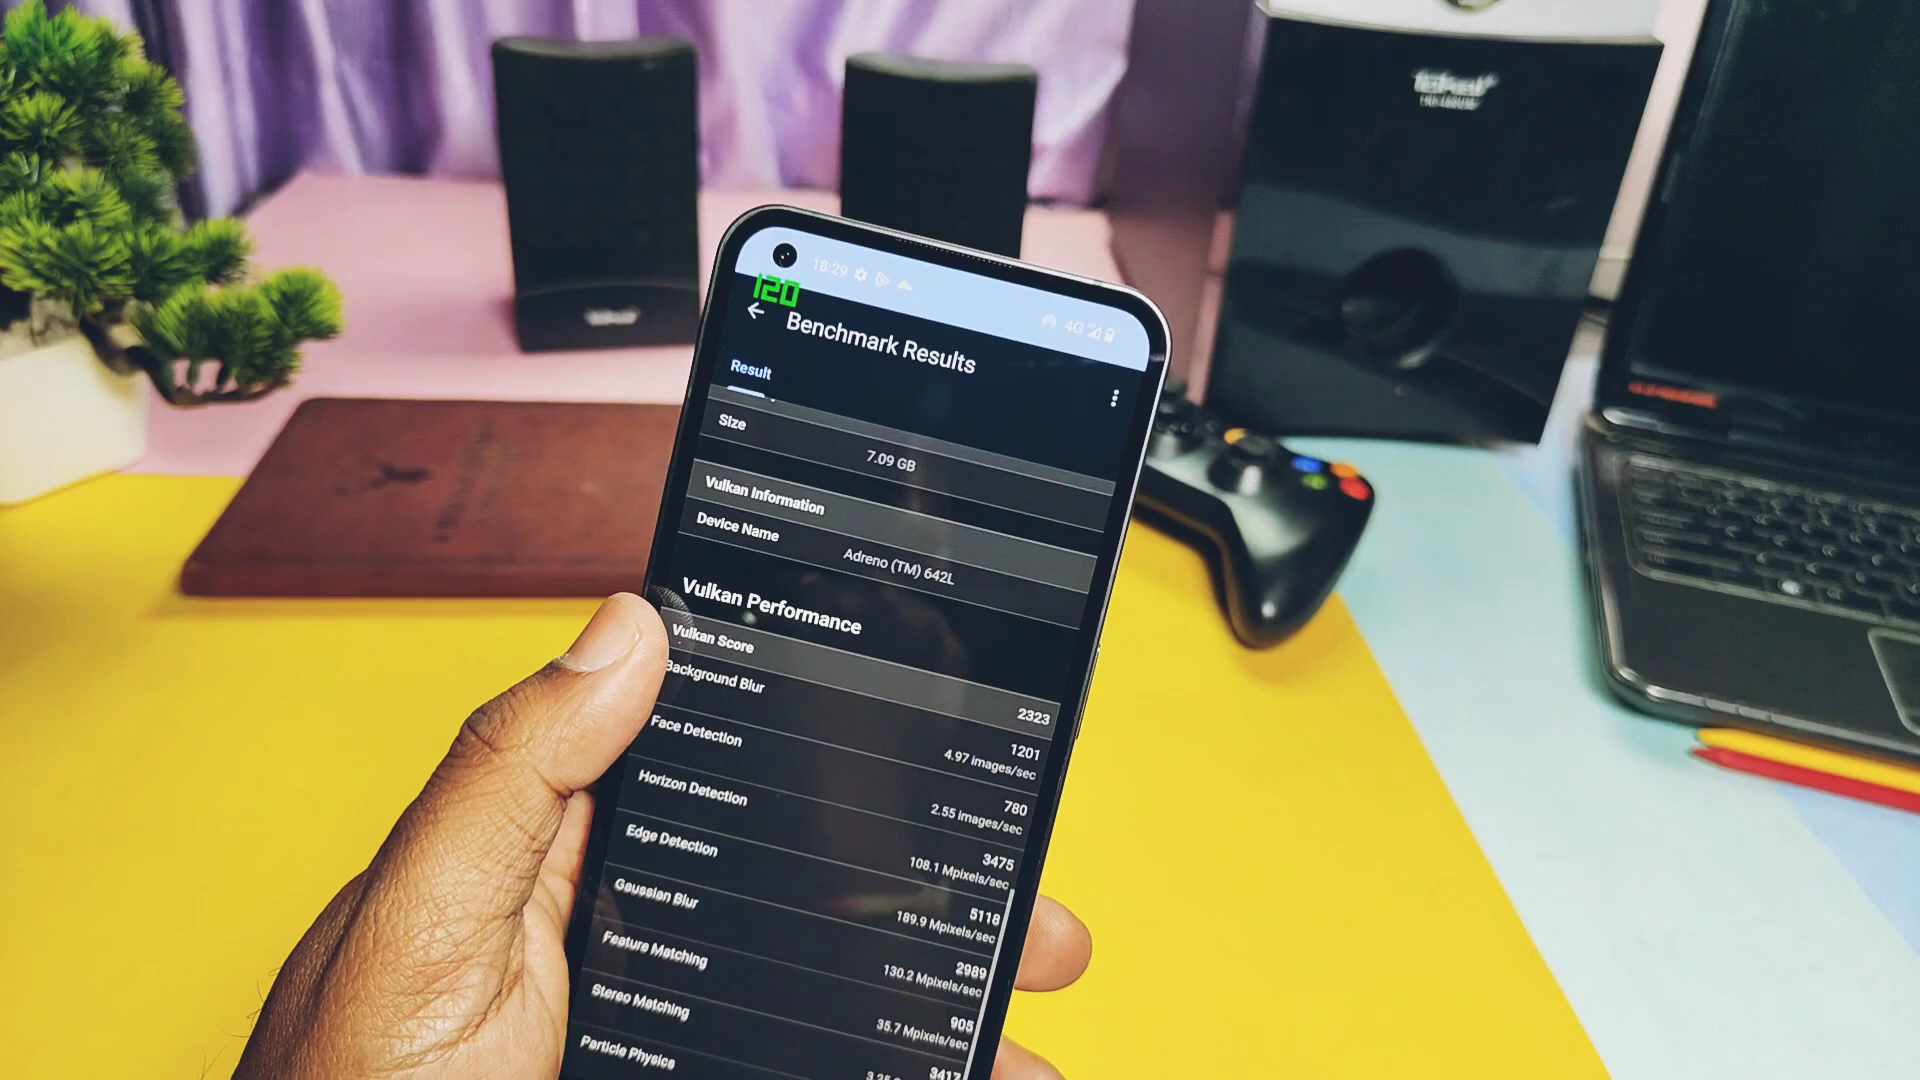 18:29
4G
120
Benchmark Results
Result
Size
7.09 GB
Vulkan Information
Device Name
Adreno (TM) 642L
Vulkan Performance
Vulkan Score
2323
Background Blur
1201
4.97 images/sec
Face Detection
780
2.55 images/sec
Horizon Detection
3475
108.1 Mpixels/sec
Edge Detection
5118
189.9 Mpixels/sec
Gaussian Blur
2989
130.2 Mpixels/sec
Feature Matching
905
35.7 Mpixels/sec
Stereo Matching
3417
Particle Physics